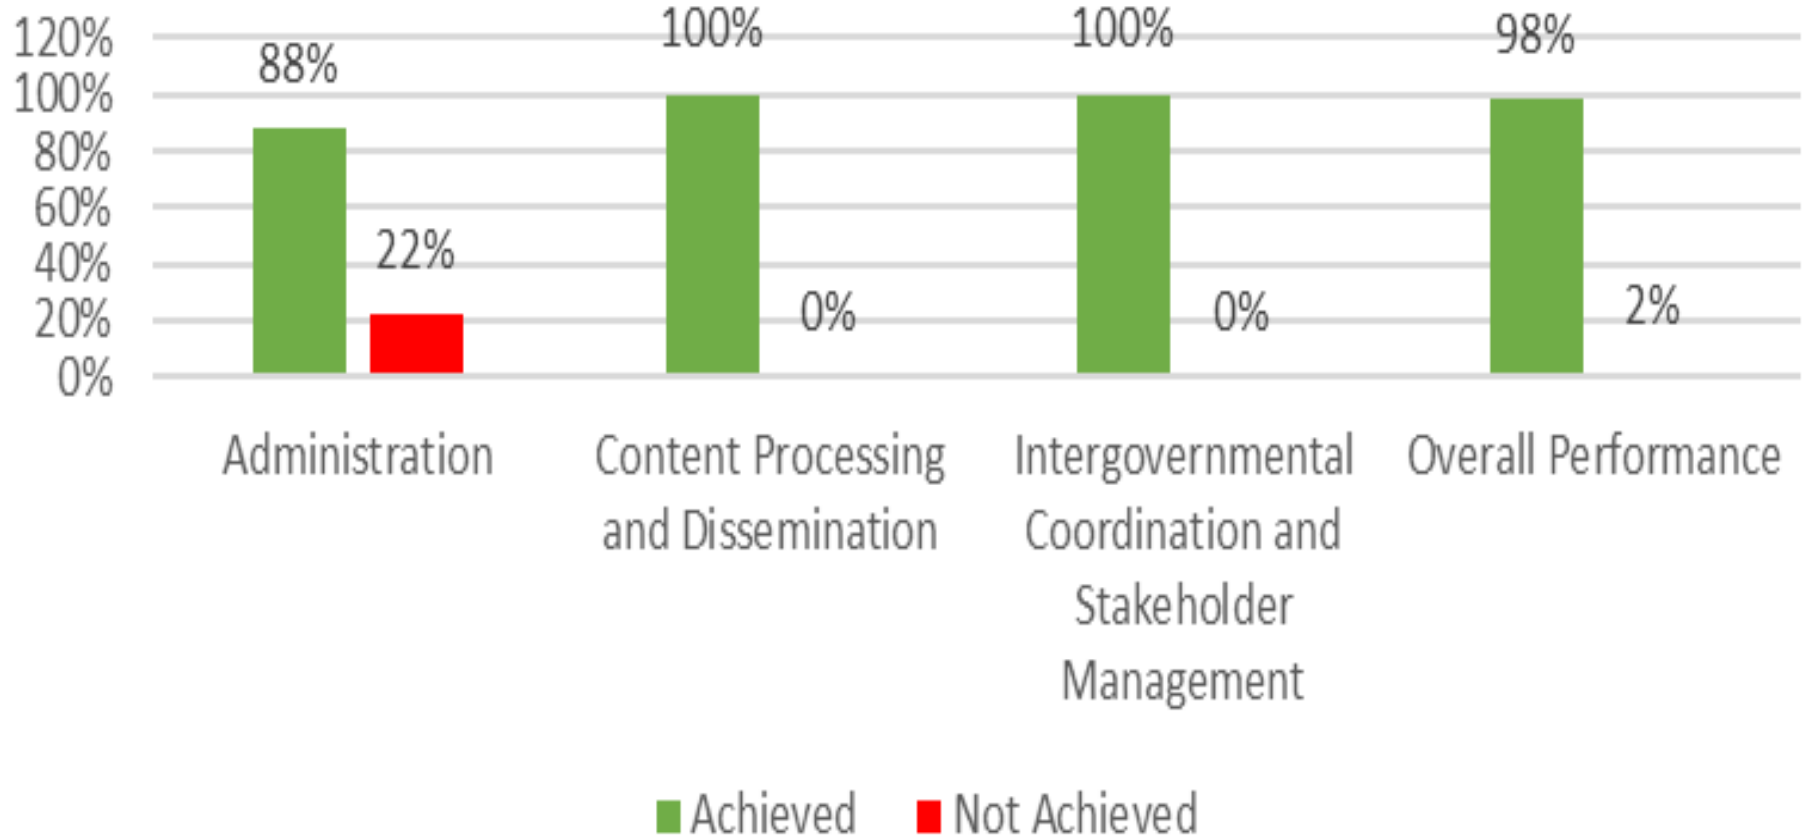 120%
100%
80%
60%
40%
20%
0%
88%
22%
100%
0%
100%
0%
98%
2%
Administration
Content Processing
and Dissemination
Intergovernmental
Coordination and
Stakeholder
Management
Overall Performance
Achieved
Not Achieved